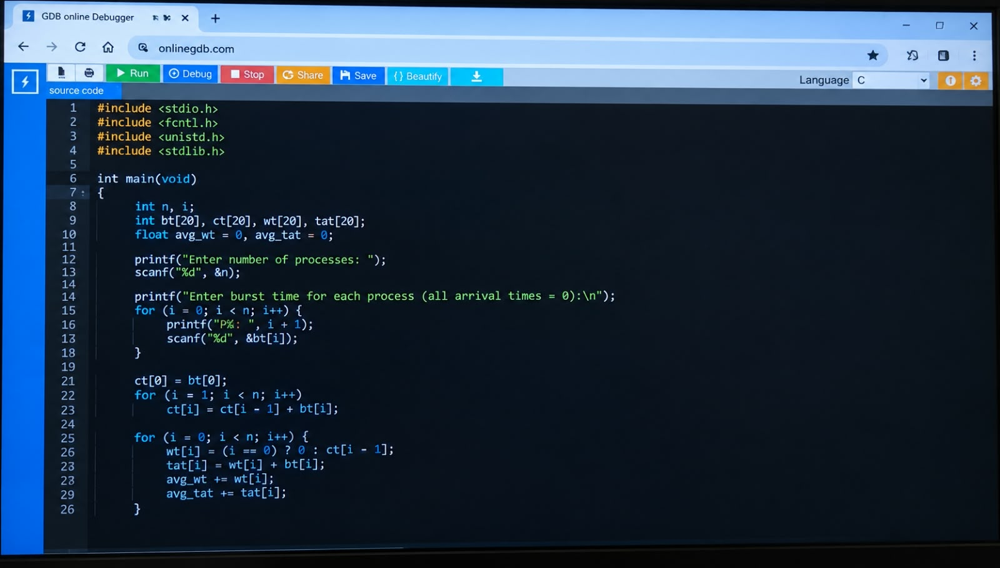 GDB online Debugger
onlinegdb.com
Run Debug Stop Share Save { } Beautify Language C
source code
1 #include <stdio.h>
2 #include <fcntl.h>
3 #include <unistd.h>
4 #include <stdlib.h>
5
6 int main(void)
7 {
8 int n, i;
9 int bt[20], ct[20], wt[20], tat[20];
10 float avg_wt = 0, avg_tat = 0;
11
12 printf("Enter number of processes: ");
13 scanf("%d", &n);
14
14 printf("Enter burst time for each process (all arrival times = 0):\n");
15 for (i = 0; i < n; i++) {
16 printf("P%: ", i + 1);
13 scanf("%d", &bt[i]);
18 }
19
21 ct[0] = bt[0];
22 for (i = 1; i < n; i++)
23 ct[i] = ct[i - 1] + bt[i];
24
25 for (i = 0; i < n; i++) {
26 wt[i] = (i == 0) ? 0 : ct[i - 1];
23 tat[i] = wt[i] + bt[i];
23 avg_wt += wt[i];
29 avg_tat += tat[i];
26 }